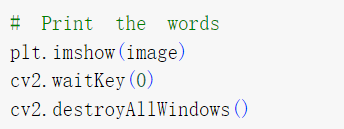 # Print the words
plt.imshow(image)
cv2.waitKey(0)
cv2.destroyAllWindows()